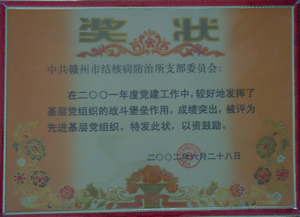 奖状
中共赣州市结核病防治所支部委员会：
在二〇〇一年度党建工作中，较好地发挥了
基层党组织的战斗堡垒作用，成绩突出，被评为
先进基层党组织。特发此状，以资鼓励。
二〇〇二年六月二十八日